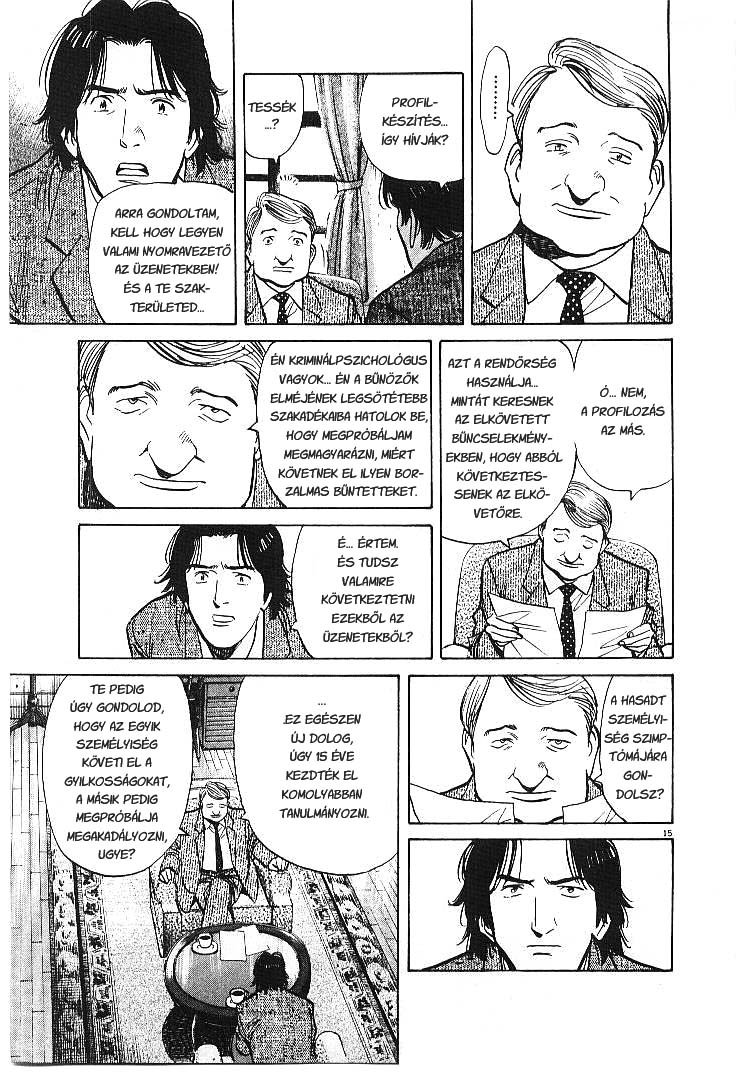 .........
PROFIL-
KÉSZÍTÉS...
ÍGY HÍVJÁK?
TESSÉK
...?
ARRA GONDOLTAM,
KELL HOGY LEGYEN
VALAMI NYOMRAVEZETŐ
AZ ÜZENETEKBEN!
ÉS A TE SZAK-
TERÜLETED...
Ó... NEM,
A PROFILOZÁS
AZ MÁS.
AZT A RENDŐRSÉG
HASZNÁLJA...
MINTÁT KERESNEK
AZ ELKÖVETETT
BŰNCSELEKMÉNY-
EKBEN, HOGY ABBÓL
KÖVETKEZTES-
SENEK AZ ELKÖ-
VETŐRE.
ÉN KRIMINÁLPSZICHOLÓGUS
VAGYOK... ÉN A BŰNÖZŐK
ELMÉJÉNEK LEGSÖTÉTEBB
SZAKADÉKAIBA HATOLOK BE,
HOGY MEGPRÓBÁLJAM
MEGMAGYARÁZNI, MIÉRT
KÖVETNEK EL ILYEN BOR-
ZALMAS BŰNTETTEKET.
É... ÉRTEM.
ÉS TUDSZ
VALAMIRE
KÖVETKEZTETNI
EZEKBŐL AZ
ÜZENETEKBŐL?
A HASADT
SZEMÉLYI-
SÉG SZIMP-
TÓMÁJÁRA
GON-
DOLSZ?
15
...
EZ EGÉSZEN
ÚJ DOLOG,
ÚGY 15 ÉVE
KEZDTÉK EL
KOMOLYABBAN
TANULMÁNYOZNI.
TE PEDIG
ÚGY GONDOLOD,
HOGY AZ EGYIK
SZEMÉLYISÉG
KÖVETI EL A
GYILKOSSÁGOKAT,
A MÁSIK PEDIG
MEGPRÓBÁLJA
MEGAKADÁLYOZNI,
UGYE?